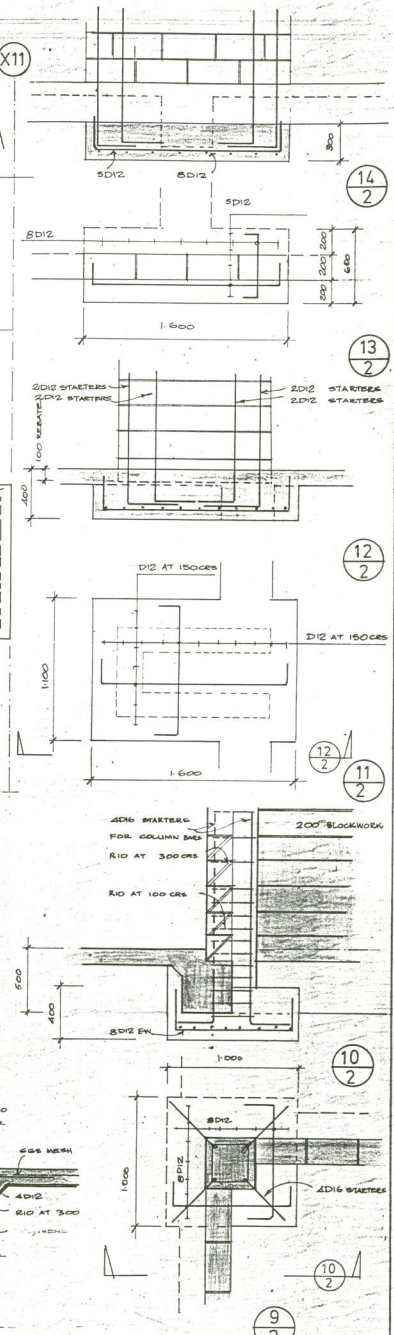 X11
5D12
8D12
300
14
2
5D12
8D12
200
200
200
600
1·600
13
2
2D12 STARTERS
2D12 STARTERS
2D12 STARTERS
2D12 STARTERS
100 REBATE
400
12
2
D12 AT 150CRS
D12 AT 150CRS
1·100
12
2
1·600
11
2
4D16 STARTERS
FOR COLUMN BARS
R10 AT 300CRS
R10 AT 100 CRS
200 BLOCKWORK
500
400
8D12 EW
1·000
10
2
8D12
8D12
1·000
4D16 STARTERS
MESH
4D12
R10 AT 300
10
2
9